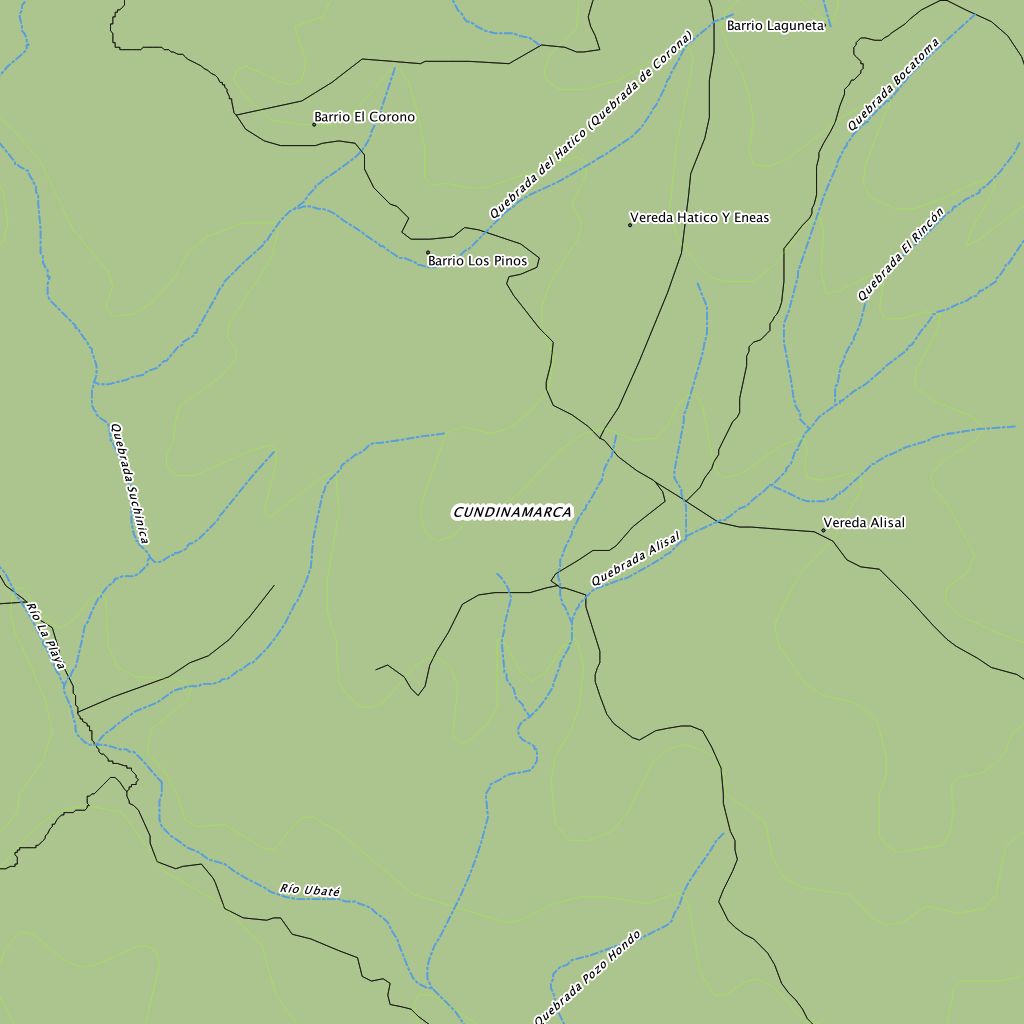 Barrio Laguneta
Quebrada Bocatoma
Barrio El Corono
Quebrada del Hatico (Quebrada de Corona)
Vereda Hatico Y Eneas
Quebrada El Rincón
Barrio Los Pinos
Quebrada Suchinica
CUNDINAMARCA
Vereda Alisal
Quebrada Alisal
Río La Playa
Río Ubaté
Quebrada Pozo Hondo